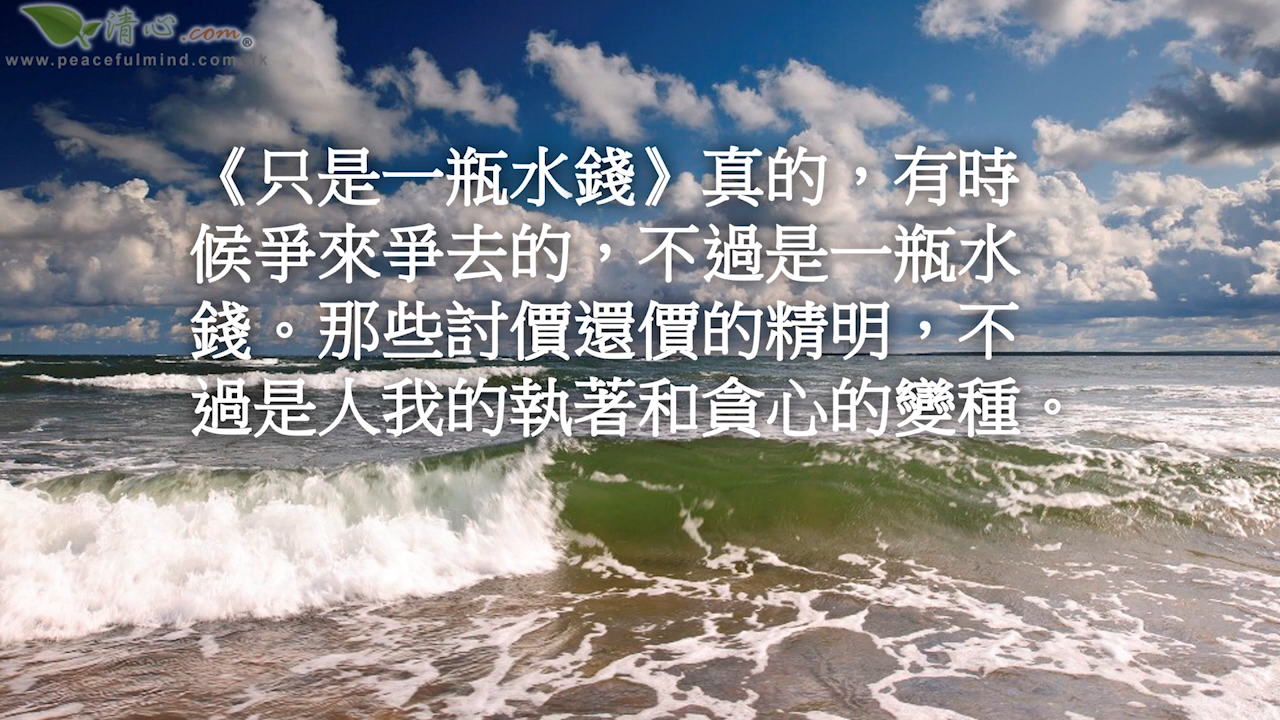 清心.com®
www.peacefulmind.com.hk
《只是一瓶水錢》真的，有時
候爭來爭去的，不過是一瓶水
錢。那些討價還價的精明，不
過是人我的執著和貪心的變種。